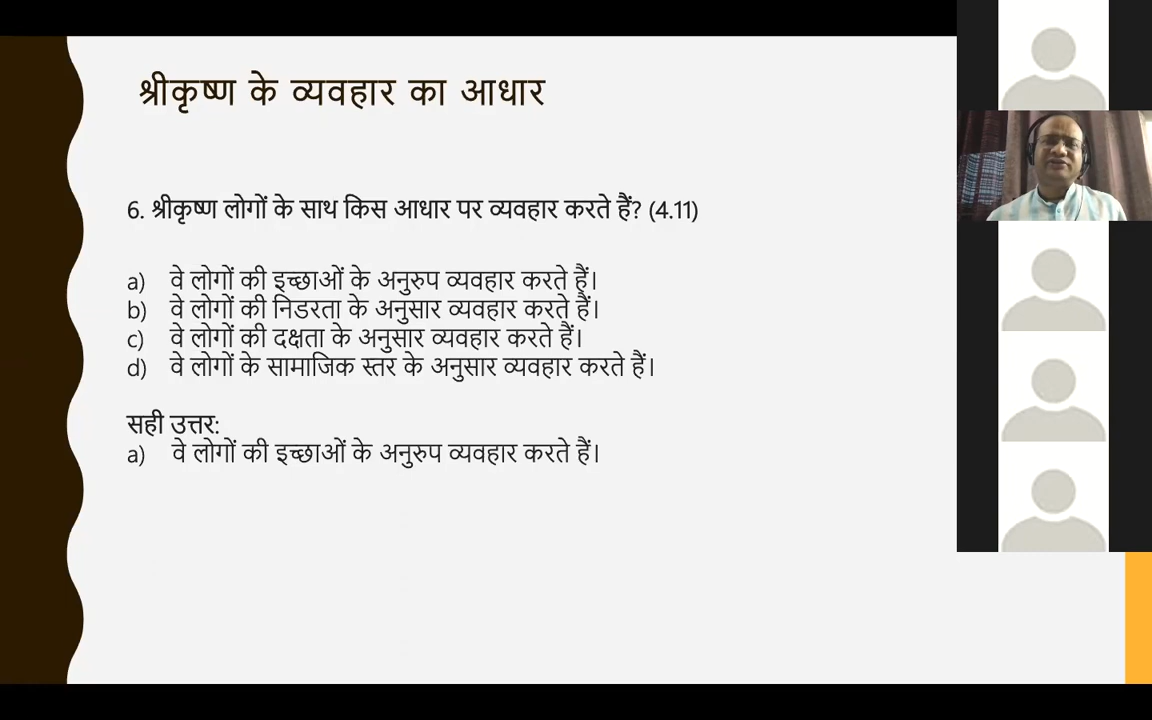 श्रीकृष्ण के व्यवहार का आधार
6. श्रीकृष्ण लोगों के साथ किस आधार पर व्यवहार करते हैं? (4.11)
a) वे लोगों की इच्छाओं के अनुरुप व्यवहार करते हैं।
b) वे लोगों की निडरता के अनुसार व्यवहार करते हैं।
c) वे लोगों की दक्षता के अनुसार व्यवहार करते हैं।
d) वे लोगों के सामाजिक स्तर के अनुसार व्यवहार करते हैं।
सही उत्तर:
a) वे लोगों की इच्छाओं के अनुरुप व्यवहार करते हैं।